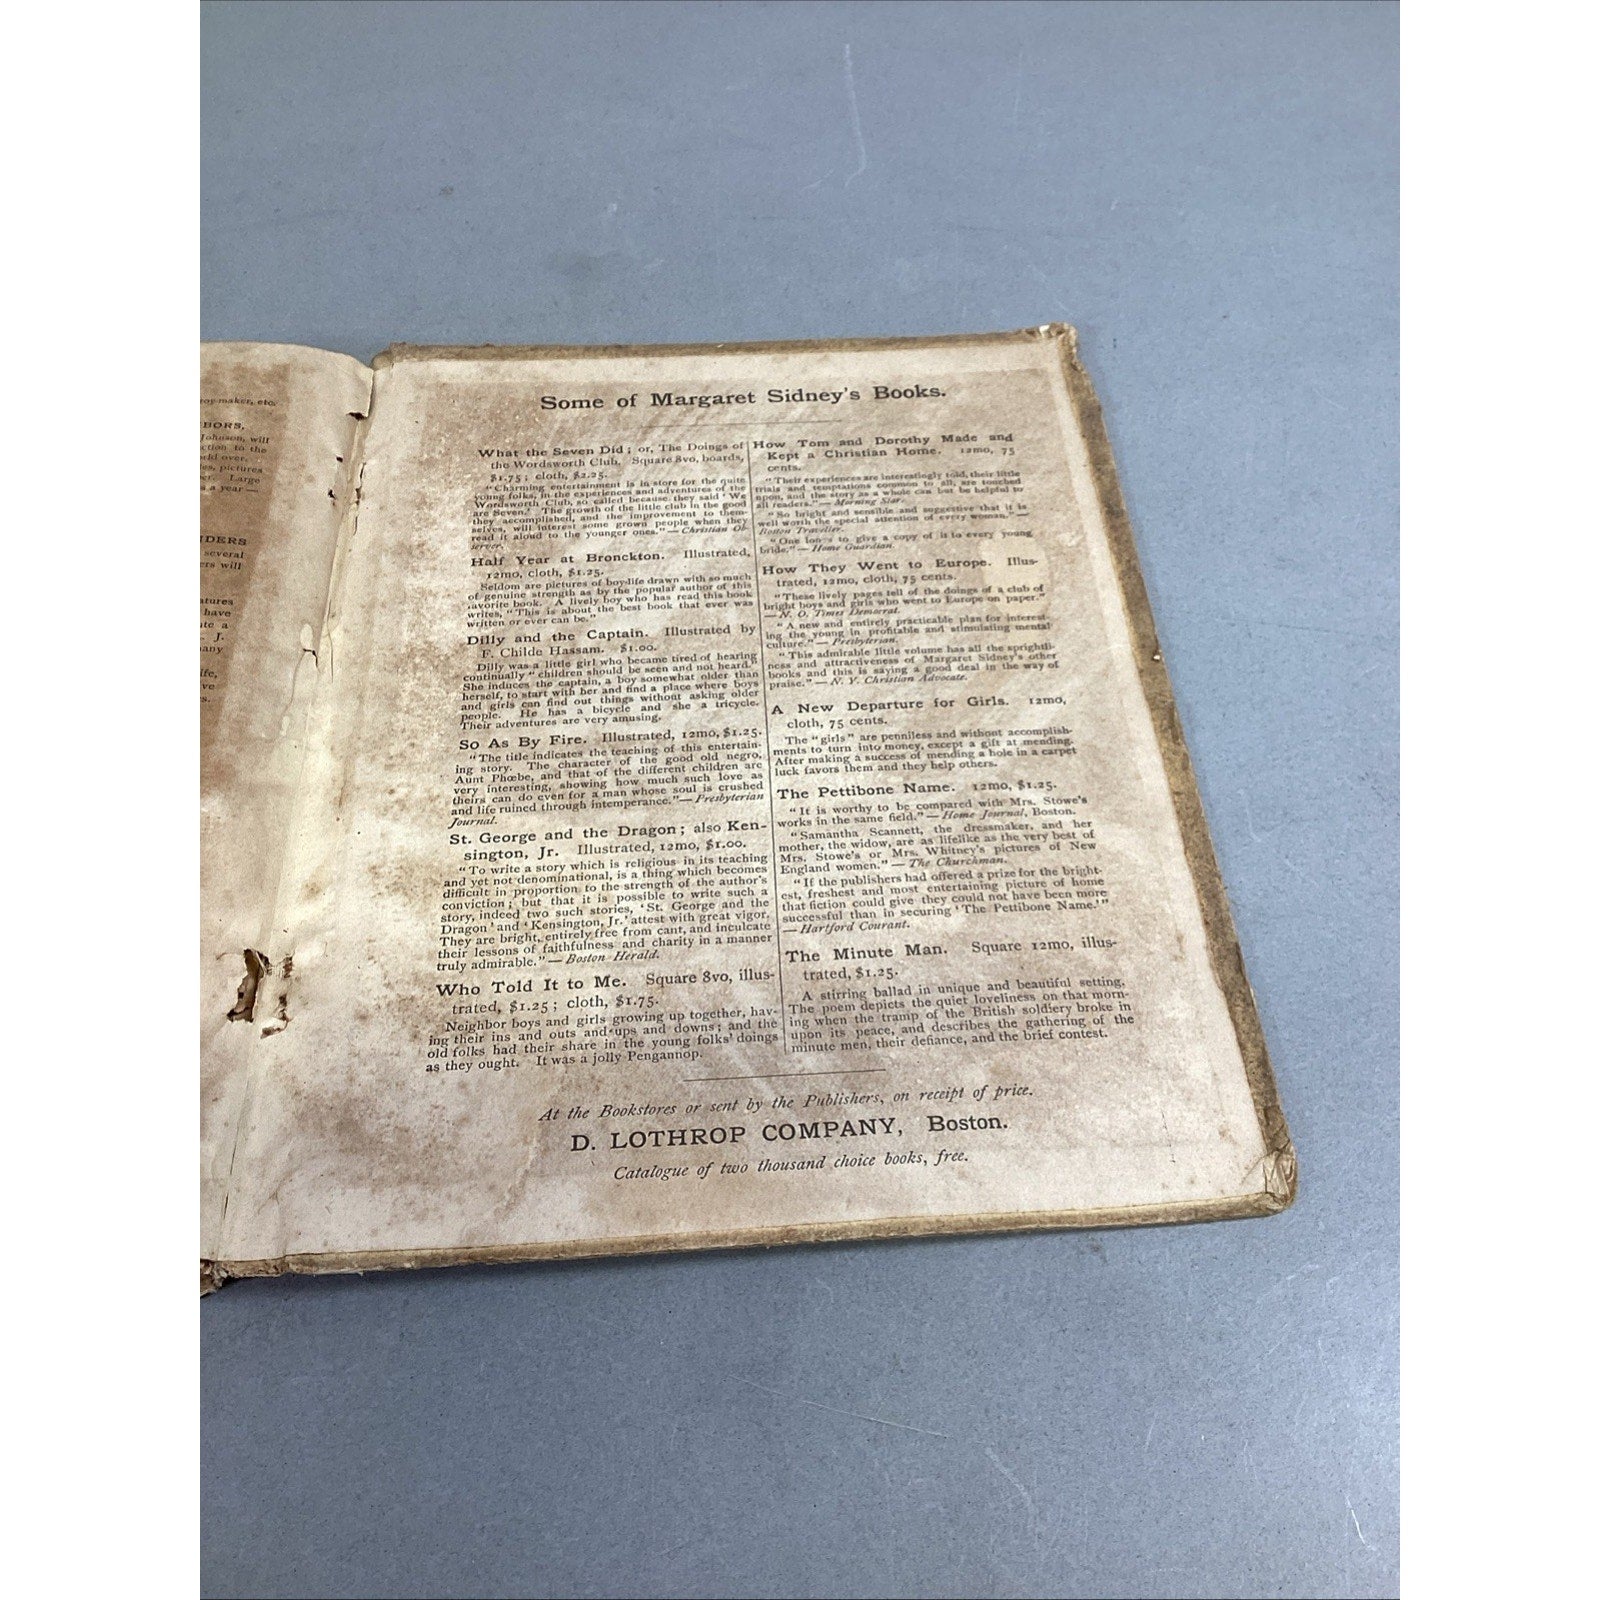 rop-maker, etc.
BORS,
Johnson, will
ction to the
rld over.
les, pictures
er. Large
s a year —
IDERS
several
ers will
atures
have
ate a
. J.
any
ife,
ve
s.
Some of Margaret Sidney's Books.
What the Seven Did; or, The Doings of
the Wordsworth Club. Square 8vo, boards,
$1.75; cloth, $2.25.
"Charming entertainment is in store for the quite
young folks, in the experiences and adventures of the
Wordsworth Club, so called because they said 'We
are Seven.' The growth of the little club in the good
they accomplished, and the improvement to them-
selves, will interest some grown people when they
read it aloud to the younger ones." — Christian Ob-
server.
Half Year at Bronckton. Illustrated,
12mo, cloth, $1.25.
Seldom are pictures of boy-life drawn with so much
of genuine strength as by the popular author of this
favorite book. A lively boy who has read this book
writes, "This is about the best book that ever was
written or ever can be."
Dilly and the Captain. Illustrated by
F. Childe Hassam. $1.00.
Dilly was a little girl who became tired of hearing
continually "children should be seen and not heard."
She induces the captain, a boy somewhat older than
herself, to start with her and find a place where boys
and girls can find out things without asking older
people. He has a bicycle and she a tricycle.
Their adventures are very amusing.
So As By Fire. Illustrated, 12mo, $1.25.
"The title indicates the teaching of this entertain-
ing story. The character of the good old negro,
Aunt Phœbe, and that of the different children are
very interesting, showing how much such love as
theirs can do even for a man whose soul is crushed
and life ruined through intemperance." — Presbyterian
Journal.
St. George and the Dragon; also Ken-
sington, Jr. Illustrated, 12mo, $1.00.
"To write a story which is religious in its teaching
and yet not denominational, is a thing which becomes
difficult in proportion to the strength of the author's
conviction; but that it is possible to write such a
story, indeed two such stories, 'St. George and the
Dragon' and 'Kensington, Jr.' attest with great vigor,
They are bright, entirely free from cant, and inculcate
their lessons of faithfulness and charity in a manner
truly admirable." — Boston Herald.
Who Told It to Me. Square 8vo, illus-
trated, $1.25; cloth, $1.75.
Neighbor boys and girls growing up together, hav-
ing their ins and outs and ups and downs; and the
old folks had their share in the young folks' doings
as they ought. It was a jolly Pengannop.
How Tom and Dorothy Made and
Kept a Christian Home. 12mo, 75
cents.
"Their experiences are interestingly told, their little
trials and temptations common to all, are touched
upon, and the story as a whole can but be helpful to
all readers." — Morning Star.
"So bright and sensible and suggestive that it is
well worth the special attention of every woman." —
Boston Traveller.
"One longs to give a copy of it to every young
bride." — Home Guardian.
How They Went to Europe. Illus-
trated, 12mo, cloth, 75 cents.
"These lively pages tell of the doings of a club of
bright boys and girls who went to Europe on paper."
— N. O. Times Democrat.
"A new and entirely practicable plan for interest-
ing the young in profitable and stimulating mental
culture." — Presbyterian.
"This admirable little volume has all the sprightli-
ness and attractiveness of Margaret Sidney's other
books and this is saying a good deal in the way of
praise." — N. Y. Christian Advocate.
A New Departure for Girls. 12mo,
cloth, 75 cents.
The "girls" are penniless and without accomplish-
ments to turn into money, except a gift at mending.
After making a success of mending a hole in a carpet
luck favors them and they help others.
The Pettibone Name. 12mo, $1.25.
"It is worthy to be compared with Mrs. Stowe's
works in the same field." — Home Journal, Boston.
"Samantha Scannett, the dressmaker, and her
mother, the widow, are as lifelike as the very best of
Mrs. Stowe's or Mrs. Whitney's pictures of New
England women." — The Churchman.
"If the publishers had offered a prize for the bright-
est, freshest and most entertaining picture of home
that fiction could give they could not have been more
successful than in securing 'The Pettibone Name.'"
— Hartford Courant.
The Minute Man. Square 12mo, illus-
trated, $1.25.
A stirring ballad in unique and beautiful setting.
The poem depicts the quiet loveliness on that morn-
ing when the tramp of the British soldiery broke in
upon its peace, and describes the gathering of the
minute men, their defiance, and the brief contest.
At the Bookstores or sent by the Publishers, on receipt of price.
D. LOTHROP COMPANY, Boston.
Catalogue of two thousand choice books, free.